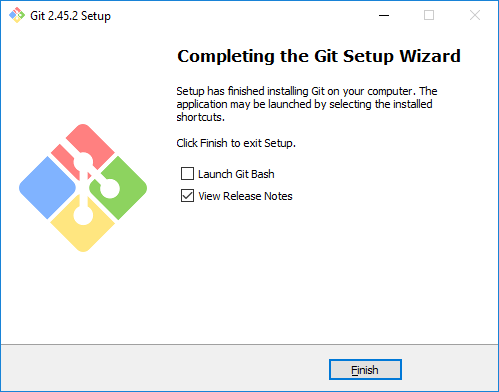 Git 2.45.2 Setup
Completing the Git Setup Wizard
Setup has finished installing Git on your computer. The
application may be launched by selecting the installed
shortcuts.
Click Finish to exit Setup.
Launch Git Bash
View Release Notes
Finish